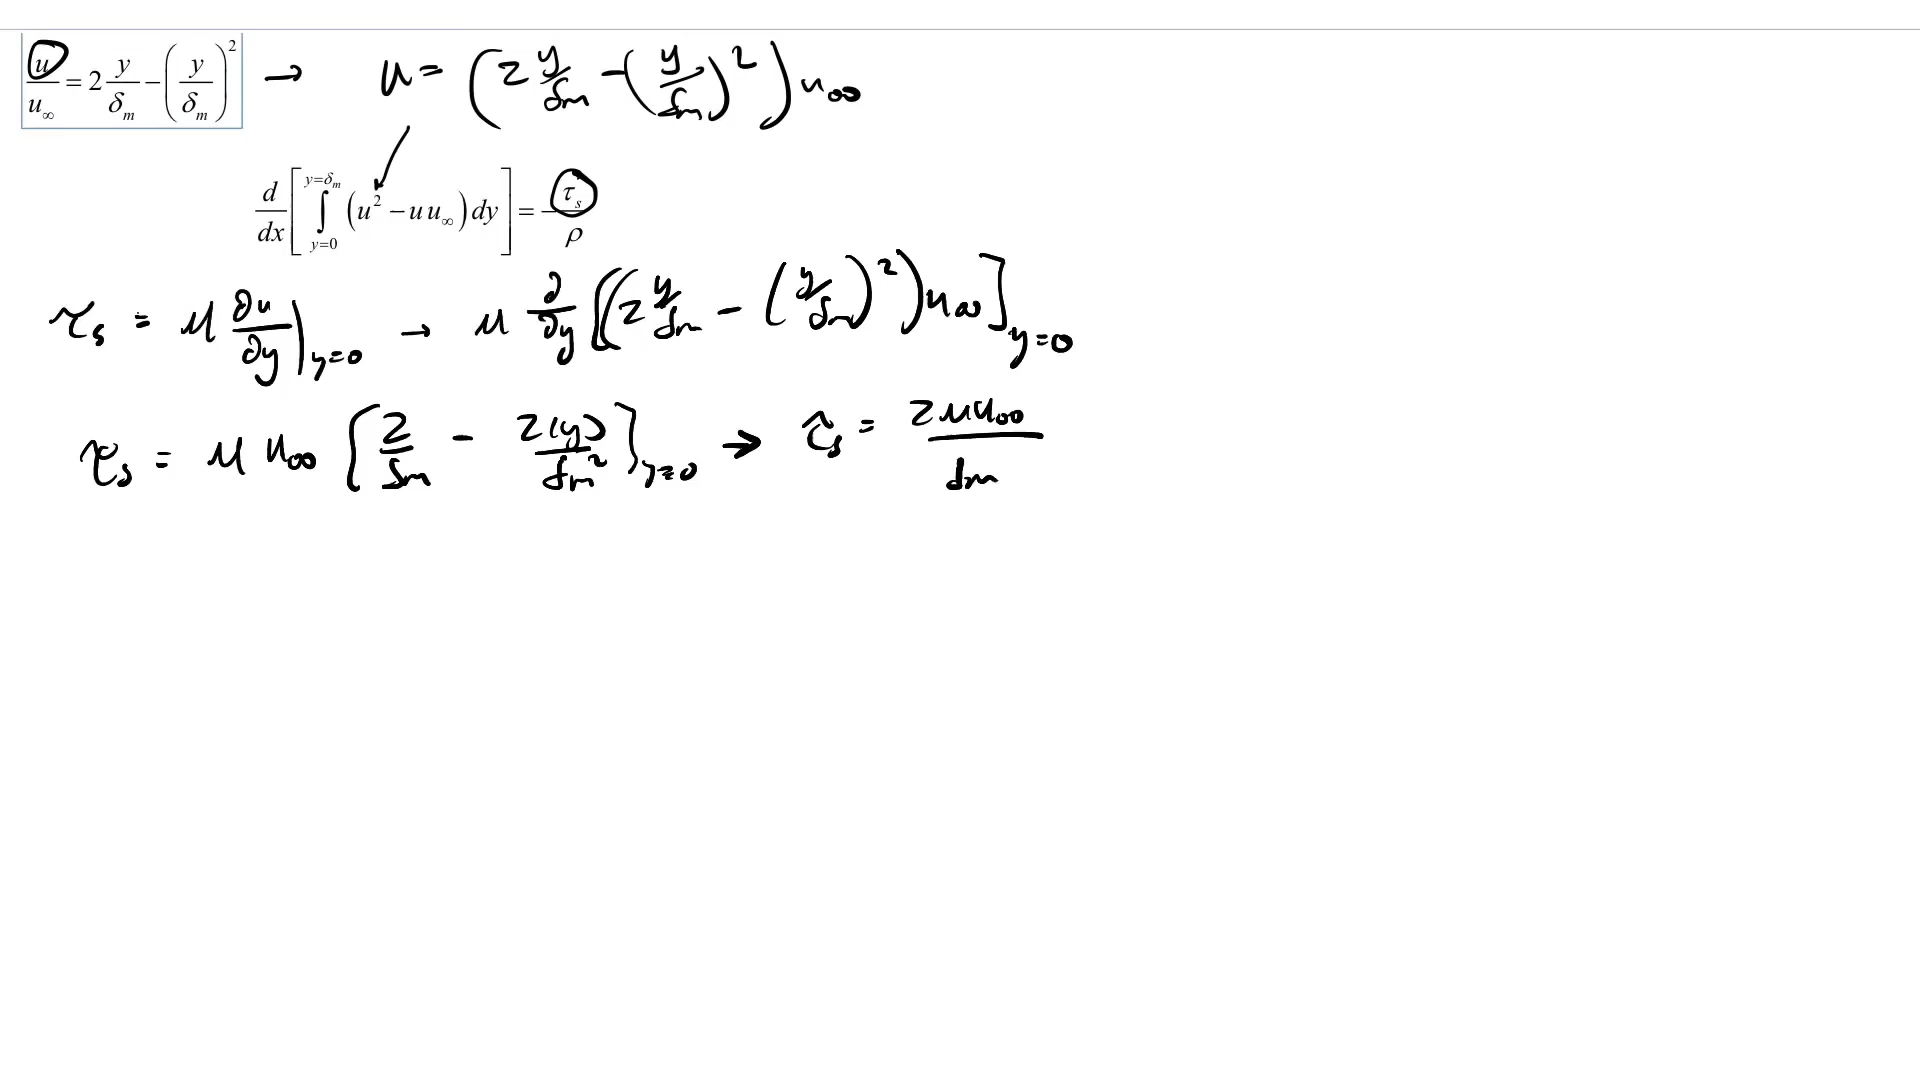 u/u∞ = 2 y/δm − (y/δm)² → u = (2 y/δm − (y/δm)²) u∞
d/dx [ ∫_{y=0}^{y=δm} (u² − u u∞) dy ] = − τs/ρ
τs = μ ∂u/∂y |y=0 → μ ∂/∂y [(2 y/δm − (y/δm)²) u∞]y=0
τs = μ u∞ [2/δm − 2(y)/δm²]y=0 → τs = 2μu∞/δm